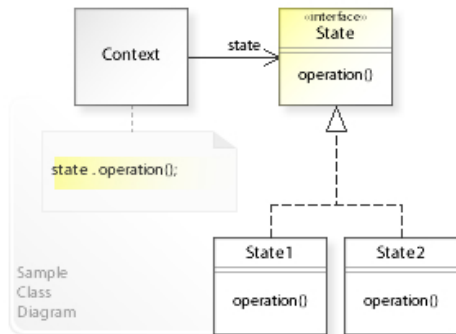 «interface»
State
Context
state
operation()
state . operation();
State1
State2
operation()
operation()
Sample
Class
Diagram